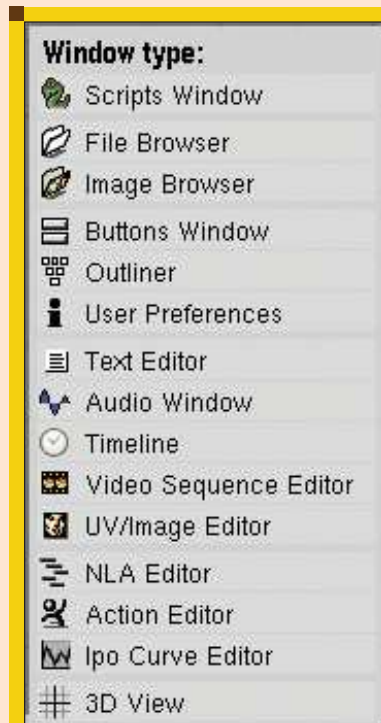 Window type:
Scripts Window
File Browser
Image Browser
Buttons Window
Outliner
User Preferences
Text Editor
Audio Window
Timeline
Video Sequence Editor
UV/Image Editor
NLA Editor
Action Editor
Ipo Curve Editor
3D View